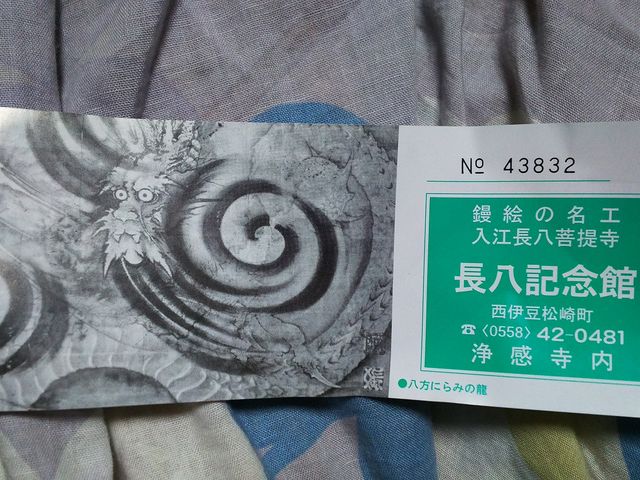 № 43832
鏝絵の名工
入江長八菩提寺
長八記念館
西伊豆松崎町
☎〈0558〉42-0481
浄感寺内
●八方にらみの龍